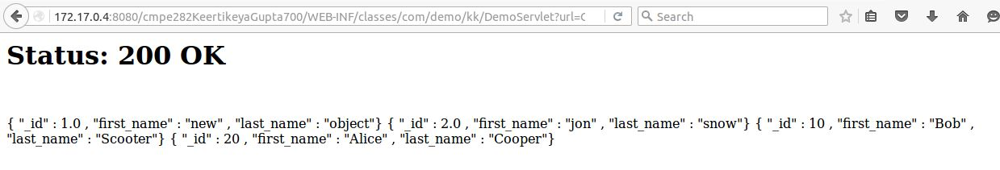 172.17.0.4:8080/cmpe282KeertikeyaGupta700/WEB-INF/classes/com/demo/kk/DemoServlet?url=
Search
Status: 200 OK
{ "_id" : 1.0 , "first_name" : "new" , "last_name" : "object"} { "_id" : 2.0 , "first_name" : "jon" , "last_name" : "snow"} { "_id" : 10 , "first_name" : "Bob" ,
"last_name" : "Scooter"} { "_id" : 20 , "first_name" : "Alice" , "last_name" : "Cooper"}